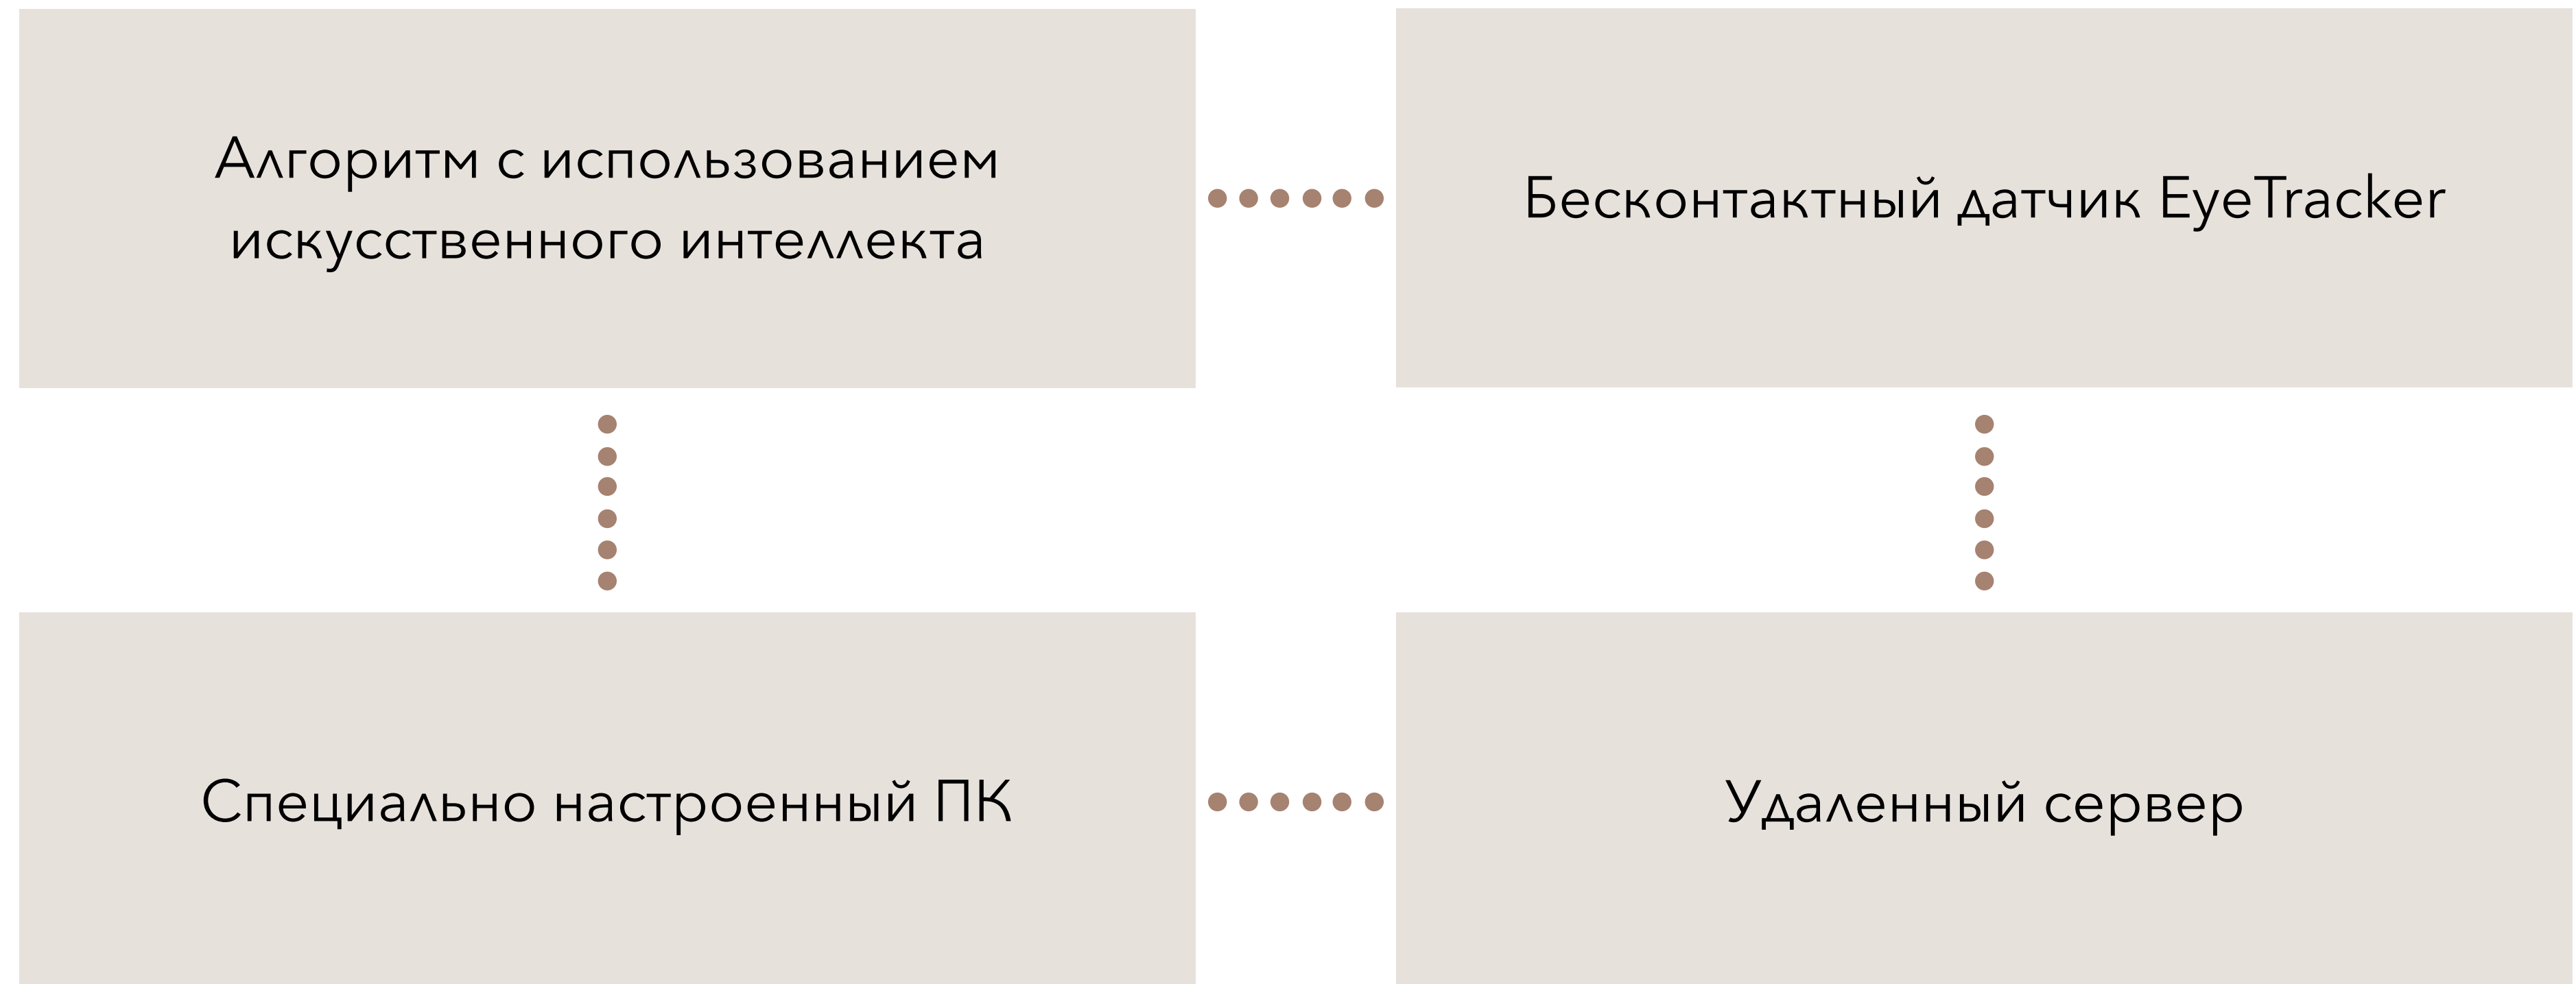 Алгоритм с использованием
искусственного интеллекта
Бесконтактный датчик EyeTracker
Специально настроенный ПК
Удаленный сервер